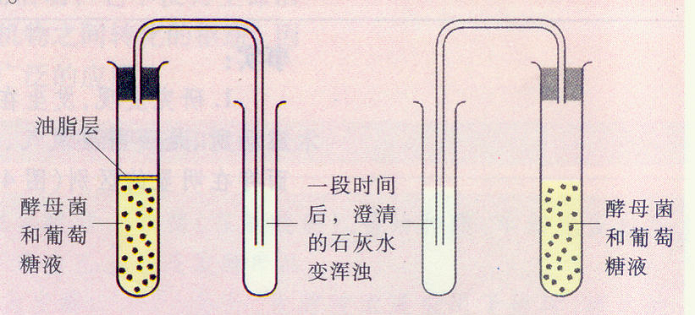 油脂层
酵母菌
和葡萄
糖液
一段时间
后，澄清
的石灰水
变浑浊
酵母菌
和葡萄
糖液